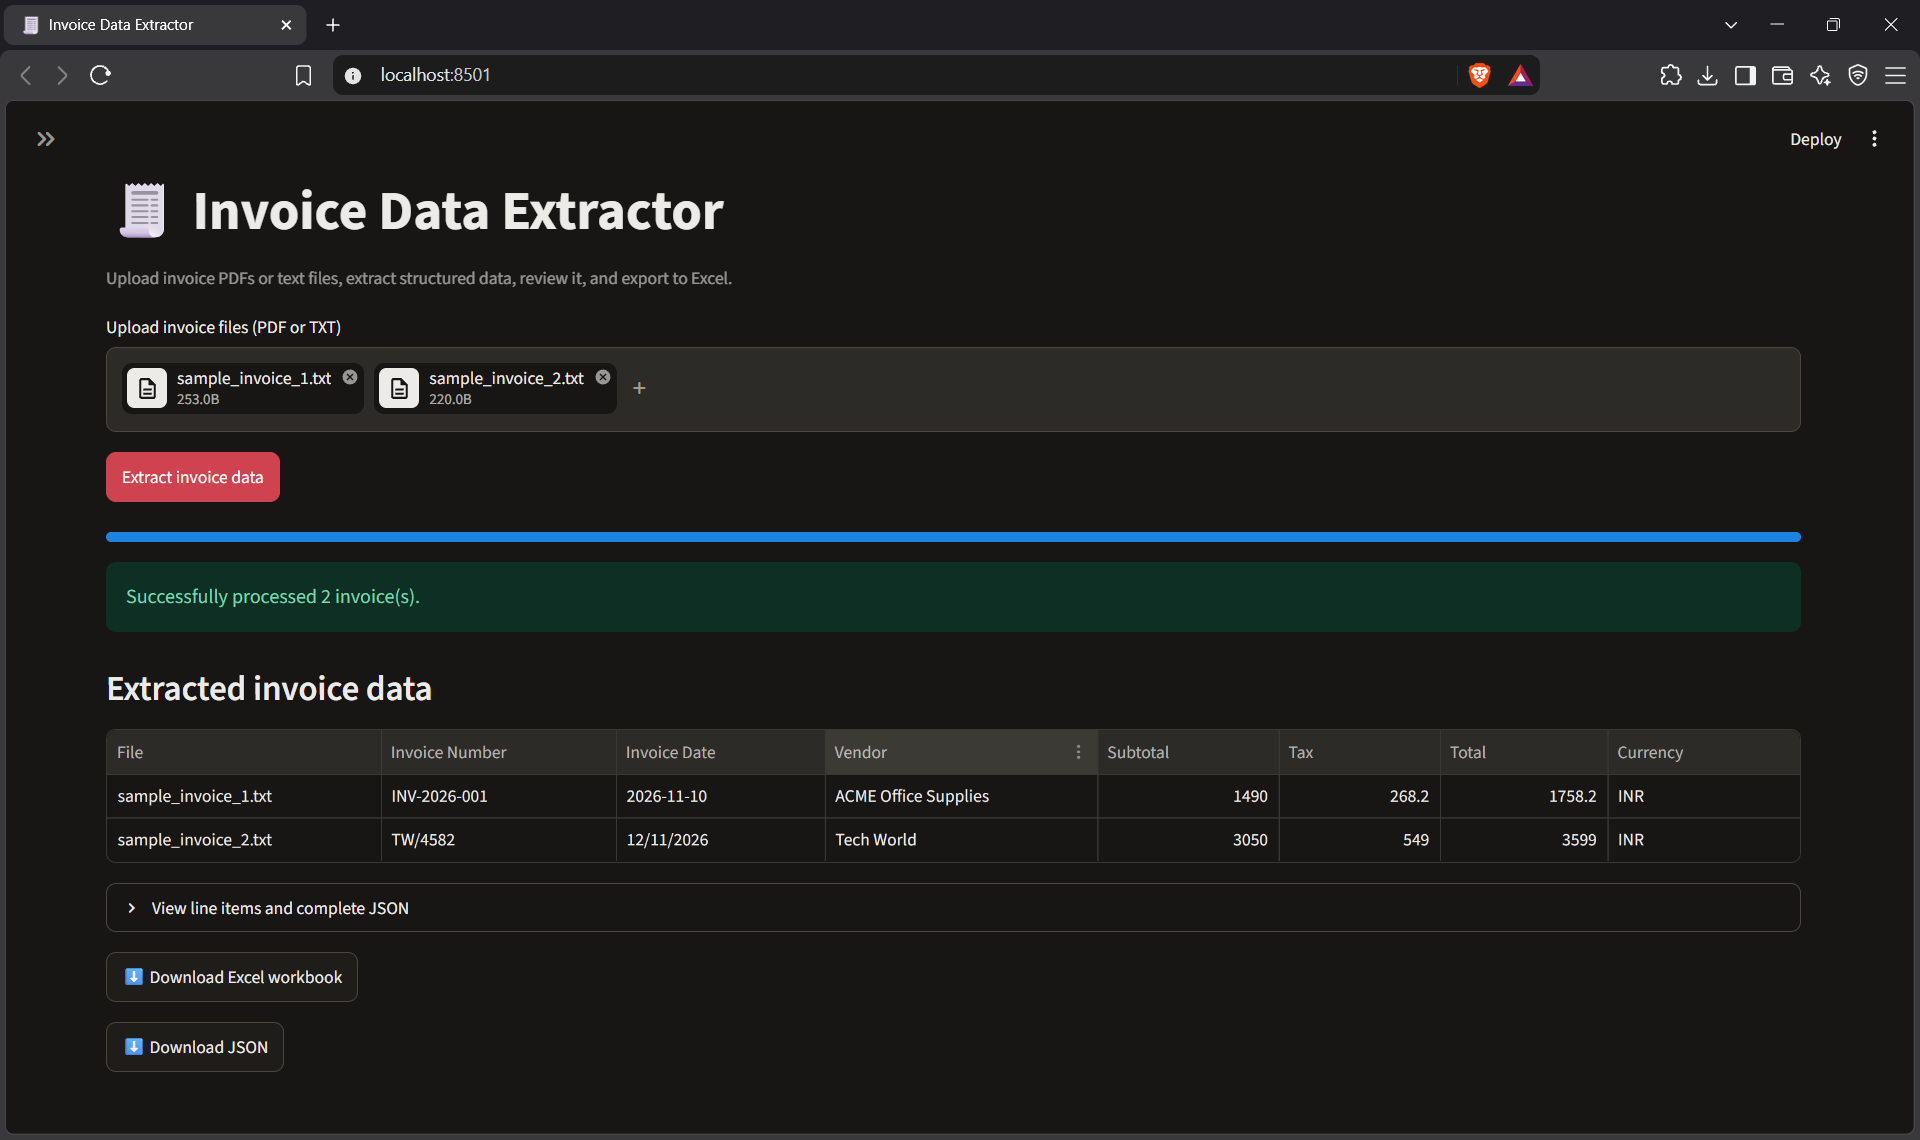 Invoice Data Extractor
localhost:8501
Deploy
Invoice Data Extractor
Upload invoice PDFs or text files, extract structured data, review it, and export to Excel.
Upload invoice files (PDF or TXT)
sample_invoice_1.txt
253.0B
sample_invoice_2.txt
220.0B
Extract invoice data
Successfully processed 2 invoice(s).
Extracted invoice data
File Invoice Number Invoice Date Vendor Subtotal Tax Total Currency
sample_invoice_1.txt INV-2026-001 2026-11-10 ACME Office Supplies 1490 268.2 1758.2 INR
sample_invoice_2.txt TW/4582 12/11/2026 Tech World 3050 549 3599 INR
View line items and complete JSON
Download Excel workbook
Download JSON